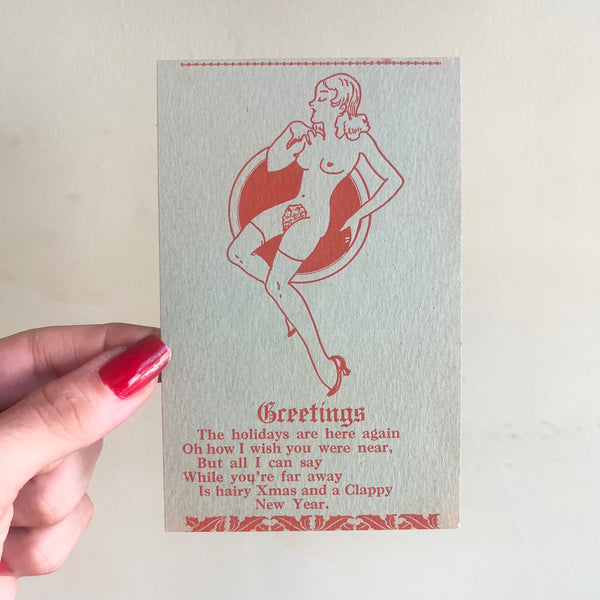 Greetings
The holidays are here again
Oh how I wish you were near,
But all I can say
While you're far away
Is hairy Xmas and a Clappy
New Year.